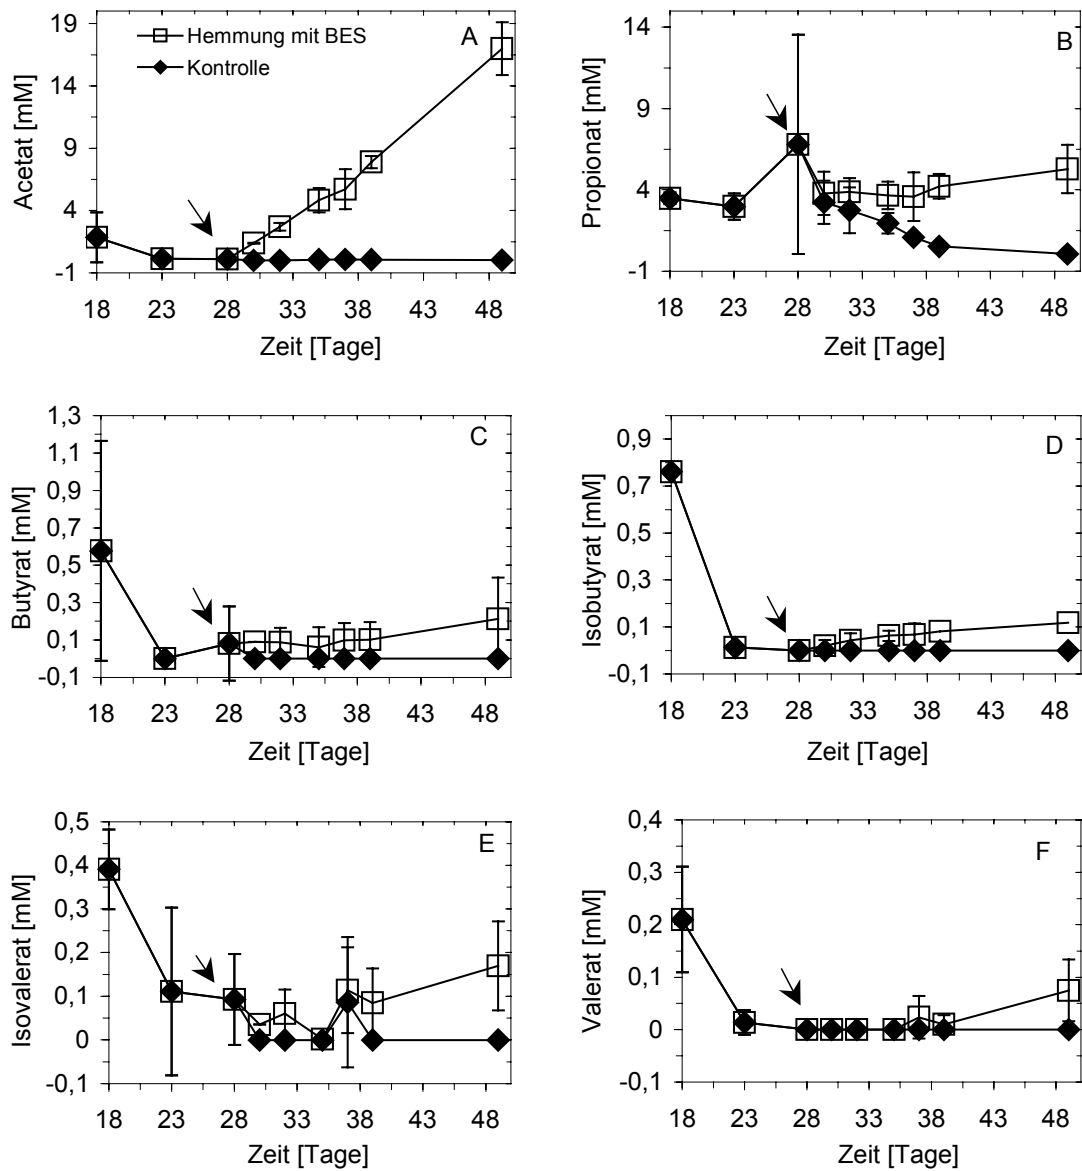 A
Hemmung mit BES
Kontrolle
Acetat [mM]
19
14
9
4
-1
18 23 28 33 38 43 48
Zeit [Tage]
B
Propionat [mM]
14
9
4
-1
18 23 28 33 38 43 48
Zeit [Tage]
C
Butyrat [mM]
1,3
1,1
0,9
0,7
0,5
0,3
0,1
-0,1
18 23 28 33 38 43 48
Zeit [Tage]
D
Isobutyrat [mM]
0,9
0,7
0,5
0,3
0,1
-0,1
18 23 28 33 38 43 48
Zeit [Tage]
E
Isovalerat [mM]
0,5
0,4
0,3
0,2
0,1
0
-0,1
18 23 28 33 38 43 48
Zeit [Tage]
F
Valerat [mM]
0,4
0,3
0,2
0,1
0
-0,1
18 23 28 33 38 43 48
Zeit [Tage]